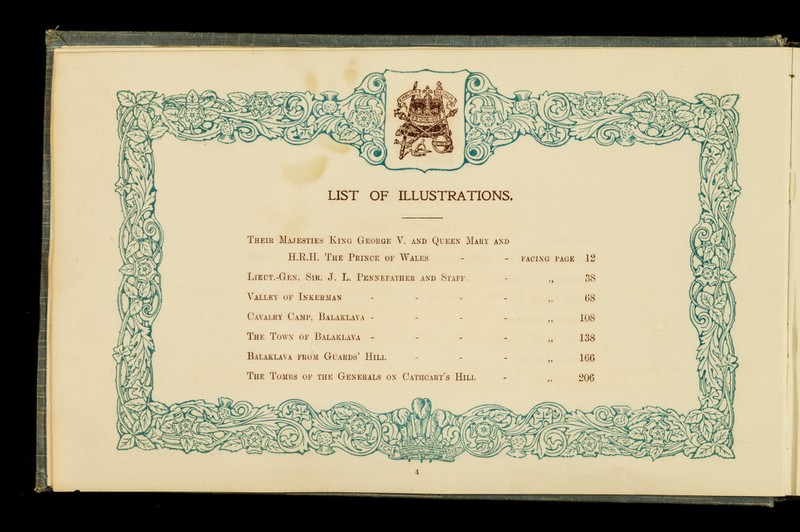 LIST OF ILLUSTRATIONS.
THEIR MAJESTIES KING GEORGE V. AND QUEEN MARY AND
H.R.H. THE PRINCE OF WALES - - FACING PAGE 12
LIEUT.-GEN. SIR. J. L. PENNEFATHER AND STAFF - ,, 38
VALLEY OF INKERMAN - - - - ,, 68
CAVALRY CAMP, BALAKLAVA - - - - - ,, 108
THE TOWN OF BALAKLAVA - - - - - ,, 138
BALAKLAVA FROM GUARDS' HILL - - - ,, 166
THE TOMBS OF THE GENERALS ON CATHCART'S HILL - ,, 206
4